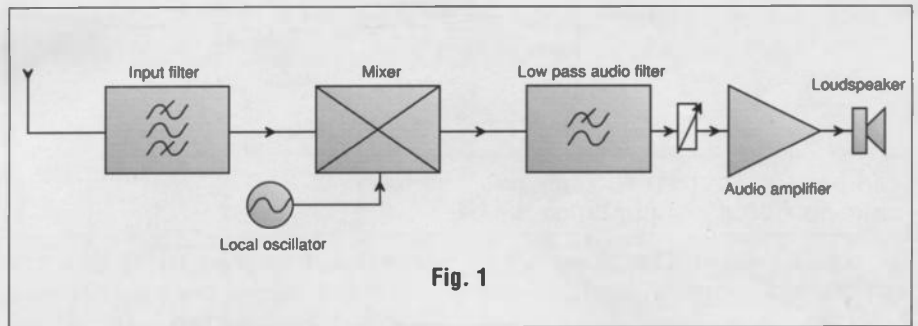 Input filter
Mixer
Low pass audio filter
Loudspeaker
Audio amplifier
Local oscillator
Fig. 1